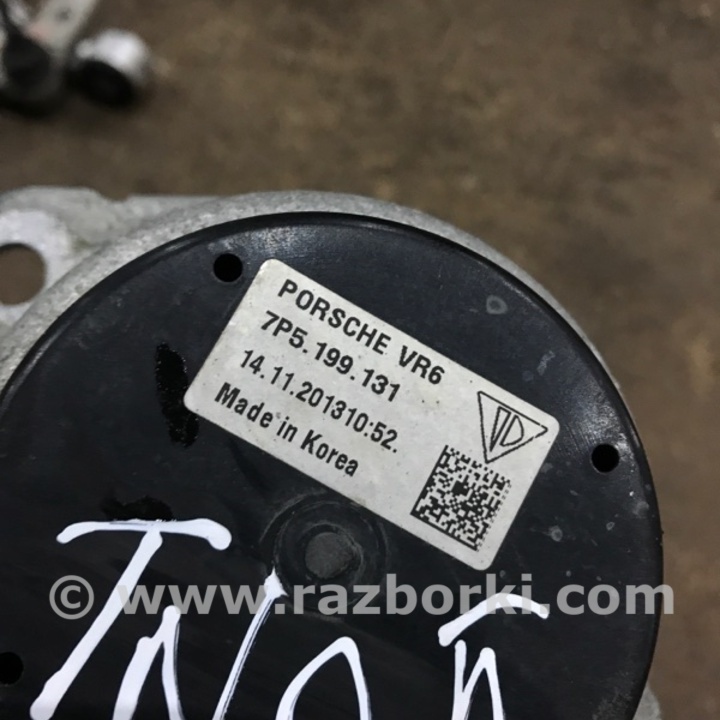 PORSCHE VR6
7P5.199.131
14.11.201310:52.
Made in Korea
© www.razborki.com